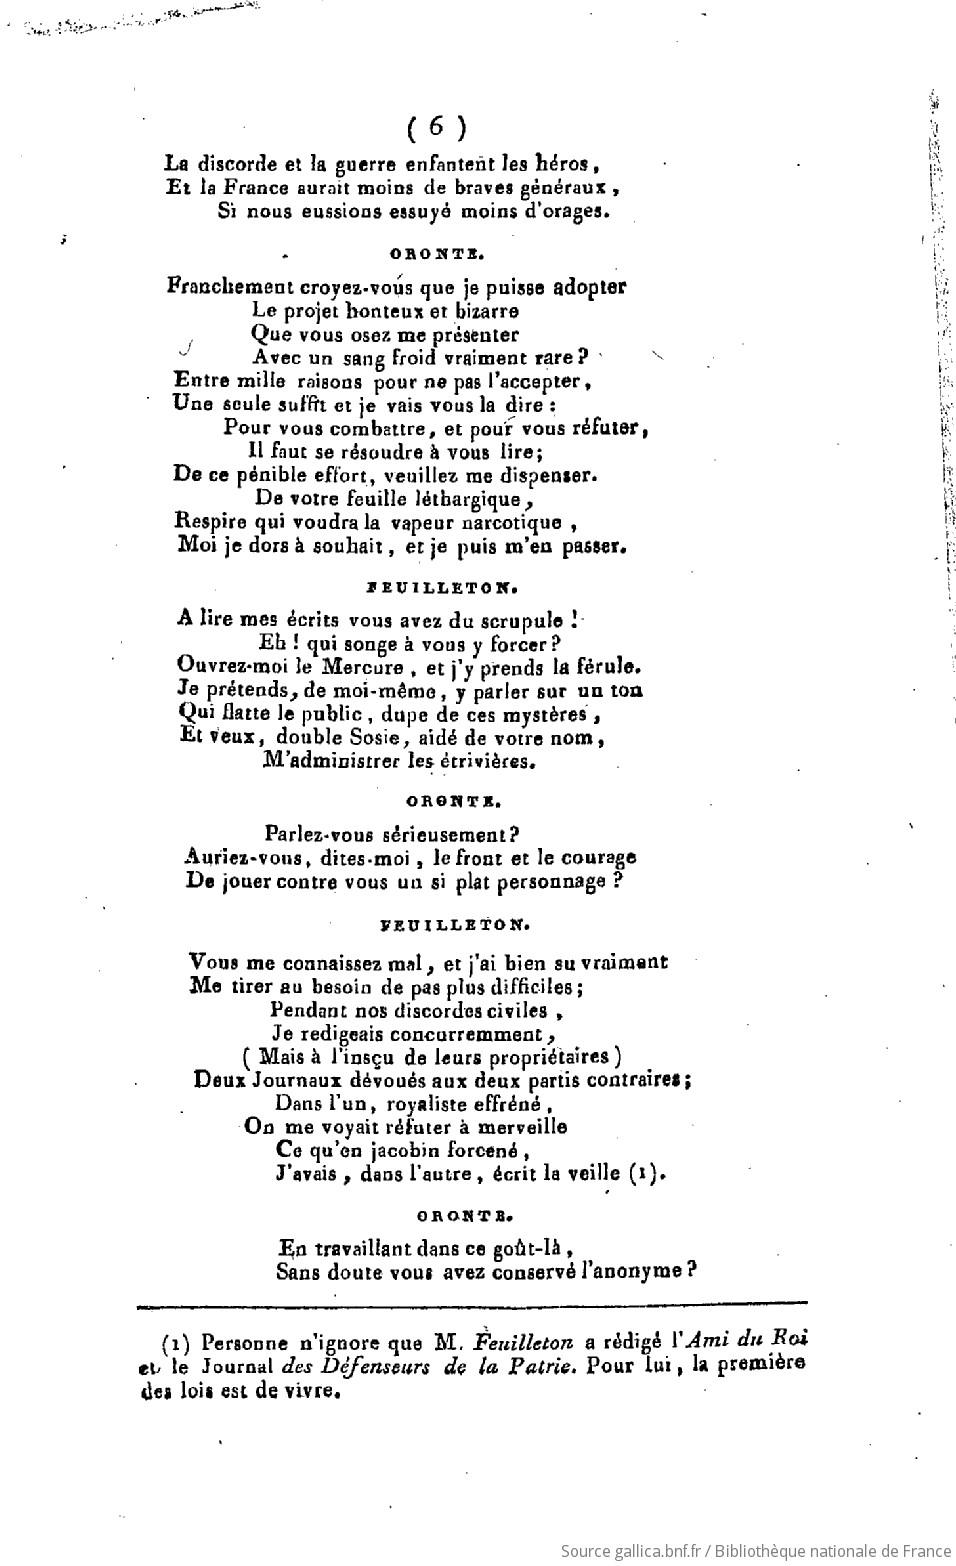 ( 6 )
La discorde et la guerre enfantent les héros,
Et la France aurait moins de braves généraux,
Si nous eussions essuyé moins d'orages.
ORONTE.
Franchement croyez-vous que je puisse adopter
Le projet honteux et bizarre
Que vous osez me présenter
Avec un sang froid vraiment rare?
Entre mille raisons pour ne pas l'accepter,
Une seule suffit et je vais vous la dire :
Pour vous combattre, et pour vous réfuter,
Il faut se résoudre à vous lire;
De ce pénible effort, veuillez me dispenser.
De votre feuille léthargique,
Respire qui voudra la vapeur narcotique,
Moi je dors à souhait, et je puis m'en passer.
FEUILLETON.
A lire mes écrits vous avez du scrupule !
Eh ! qui songe à vous y forcer?
Ouvrez-moi le Mercure, et j'y prends la férule.
Je prétends, de moi-même, y parler sur un ton
Qui flatte le public, dupe de ces mystères,
Et veux, double Sosie, aidé de votre nom,
M'administrer les étrivières.
ORONTE.
Parlez-vous sérieusement?
Auriez-vous, dites-moi, le front et le courage
De jouer contre vous un si plat personnage ?
FEUILLETON.
Vous me connaissez mal, et j'ai bien su vraiment
Me tirer au besoin de pas plus difficiles;
Pendant nos discordes civiles,
Je redigeais concurremment,
( Mais à l'insçu de leurs propriétaires )
Deux Journaux dévoués aux deux partis contraires;
Dans l'un, royaliste effréné,
On me voyait réfuter à merveille
Ce qu'en jacobin forcené,
J'avais, dans l'autre, écrit la veille (1).
ORONTE.
En travaillant dans ce goût-là,
Sans doute vous avez conservé l'anonyme?
(1) Personne n'ignore que M. Feuilleton a rédigé l'Ami du Roi
et le Journal des Défenseurs de la Patrie. Pour lui, la première
des lois est de vivre.
Source gallica.bnf.fr / Bibliothèque nationale de France